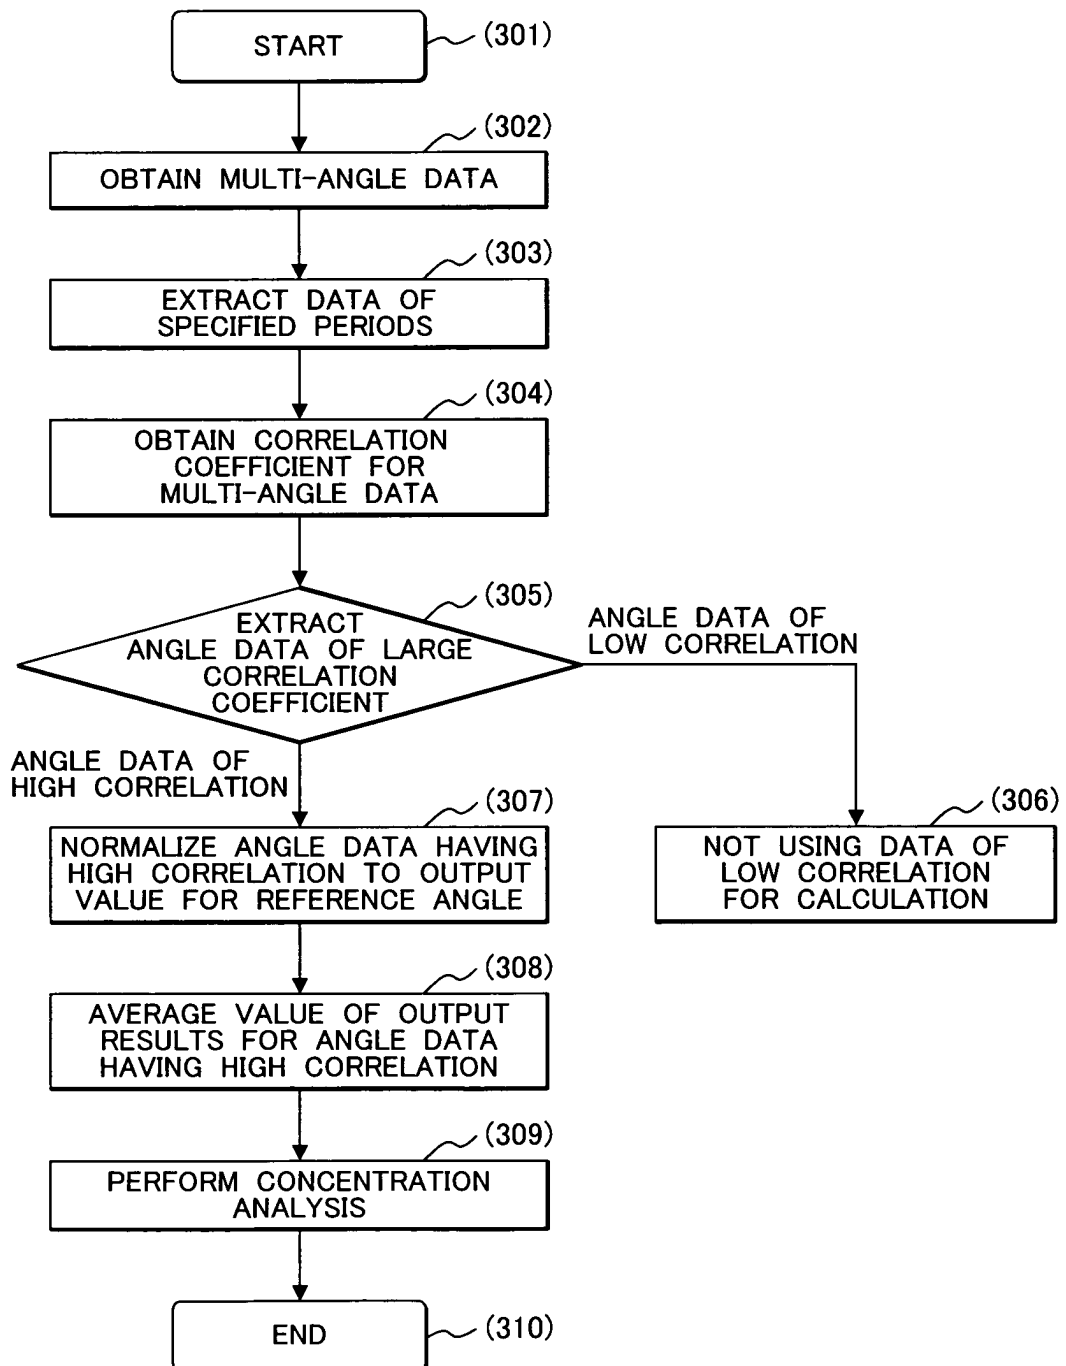 START
(301)
(302)
OBTAIN MULTI-ANGLE DATA
(303)
EXTRACT DATA OF
SPECIFIED PERIODS
(304)
OBTAIN CORRELATION
COEFFICIENT FOR
MULTI-ANGLE DATA
(305)
EXTRACT
ANGLE DATA OF LARGE
CORRELATION
COEFFICIENT
ANGLE DATA OF
LOW CORRELATION
ANGLE DATA OF
HIGH CORRELATION
(306)
NOT USING DATA OF
LOW CORRELATION
FOR CALCULATION
(307)
NORMALIZE ANGLE DATA HAVING
HIGH CORRELATION TO OUTPUT
VALUE FOR REFERENCE ANGLE
(308)
AVERAGE VALUE OF OUTPUT
RESULTS FOR ANGLE DATA
HAVING HIGH CORRELATION
(309)
PERFORM CONCENTRATION
ANALYSIS
END
(310)